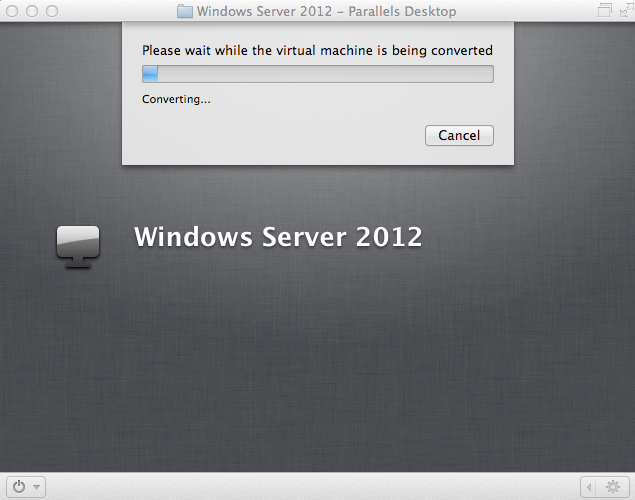 Windows Server 2012 – Parallels Desktop
Please wait while the virtual machine is being converted
Converting...
Cancel
Windows Server 2012